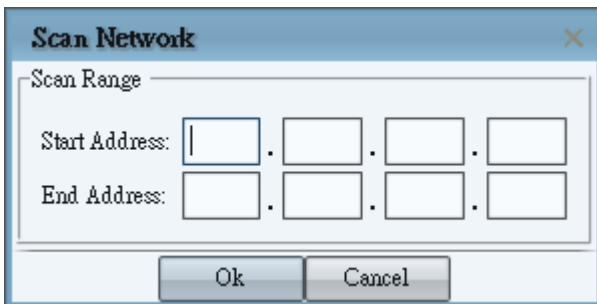 Scan Network
Scan Range
Start Address: . . .
End Address: . . .
Ok Cancel